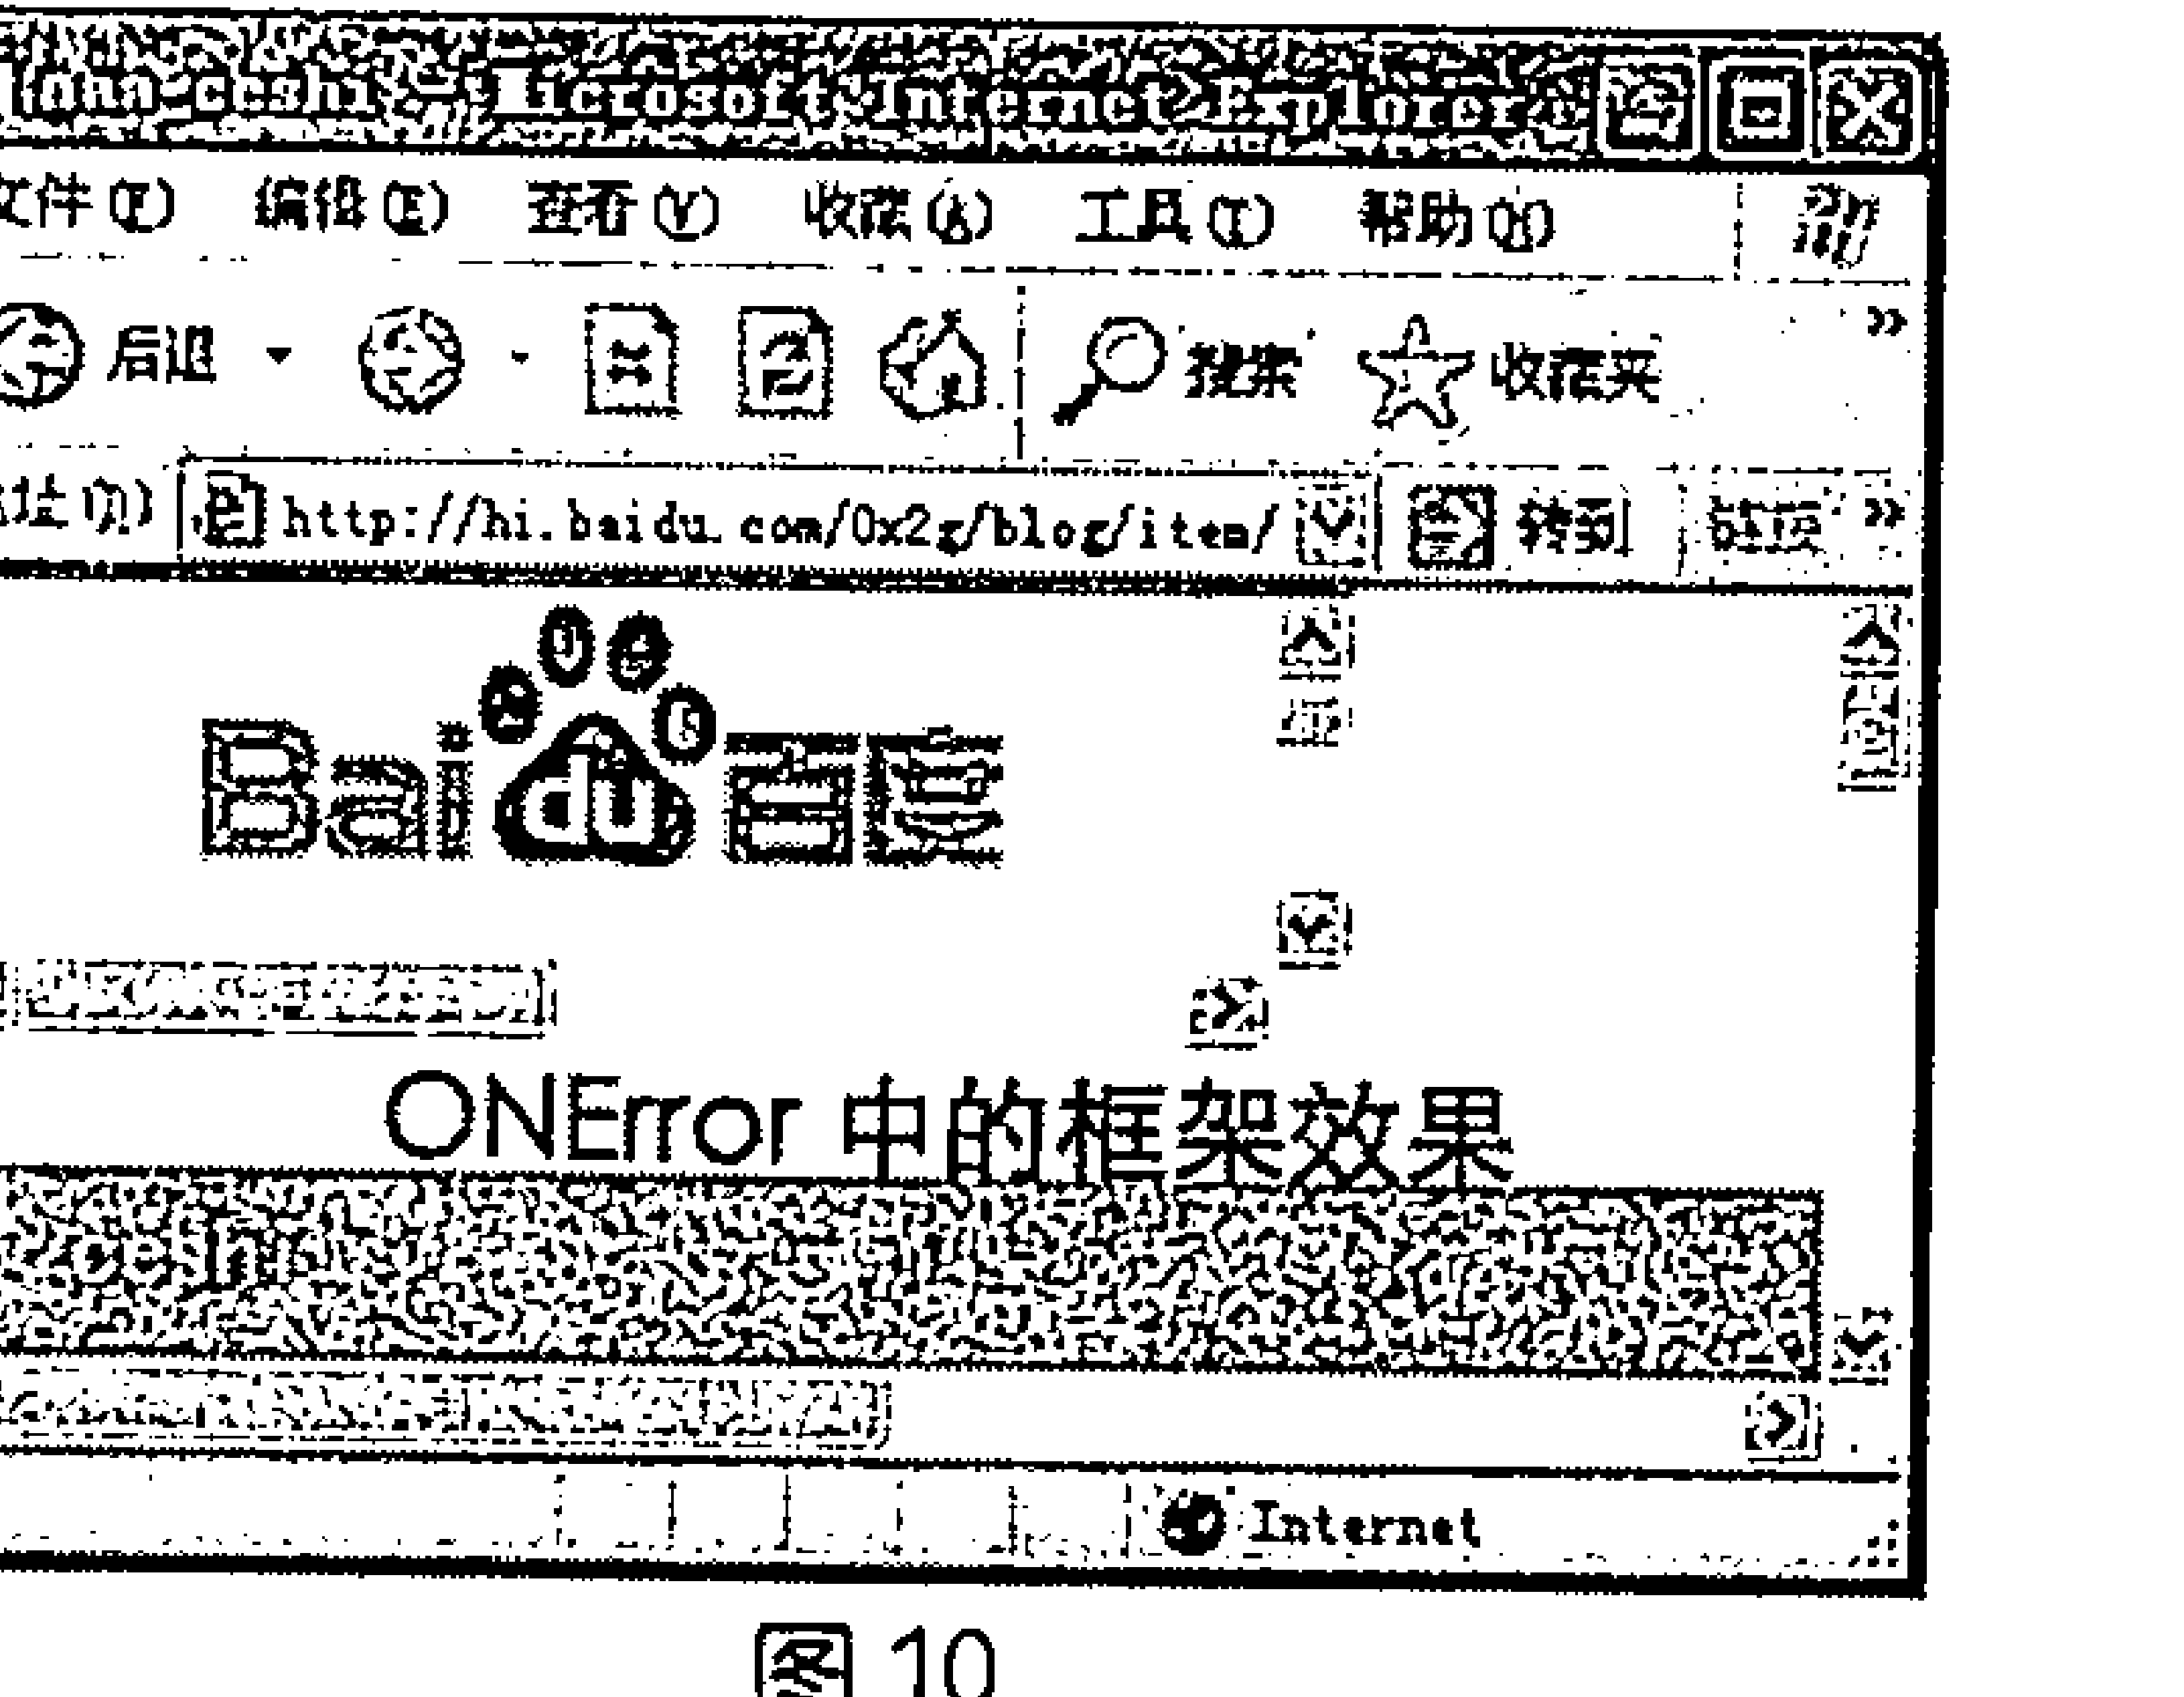 Microsoft Internet Explorer
文件(F) 编辑(E) 查看(V) 收藏(A) 工具(T) 帮助(H)
后退 搜索 收藏夹 »
址(D) http://hi.baidu.com/0x2g/blog/item/ 转到 »
Bai du 百度
ONError 中的框架效果
Internet
图 10